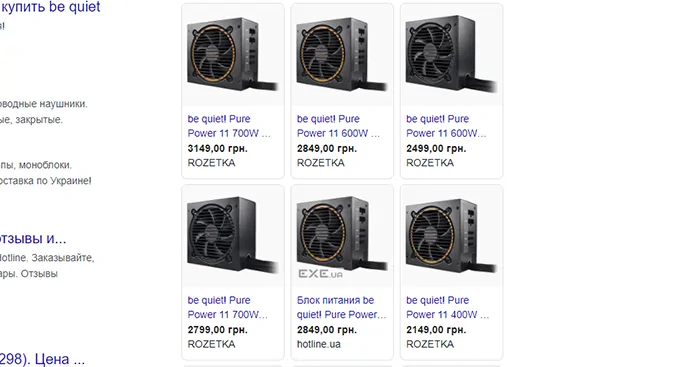 купить be quiet
!
оводные наушники.
ые, закрытые.
пы, моноблоки.
оставка по Украине!
отзывы и...
Hotline. Заказывайте,
ары. Отзывы
298). Цена ...
be quiet! Pure
Power 11 700W ...
3149,00 грн.
ROZETKA
be quiet! Pure
Power 11 600W ...
2849,00 грн.
ROZETKA
be quiet! Pure
Power 11 600W...
2499,00 грн.
ROZETKA
be quiet! Pure
Power 11 700W...
2799,00 грн.
ROZETKA
EXE.UA
Блок питания be
quiet! Pure Power...
2849,00 грн.
hotline.ua
be quiet! Pure
Power 11 400W ...
2149,00 грн.
ROZETKA